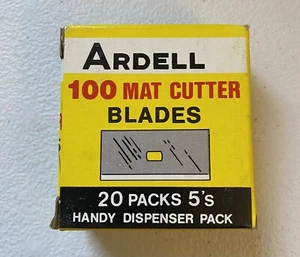 ARDELL
100 MAT CUTTER
BLADES
20 PACKS 5's
HANDY DISPENSER PACK